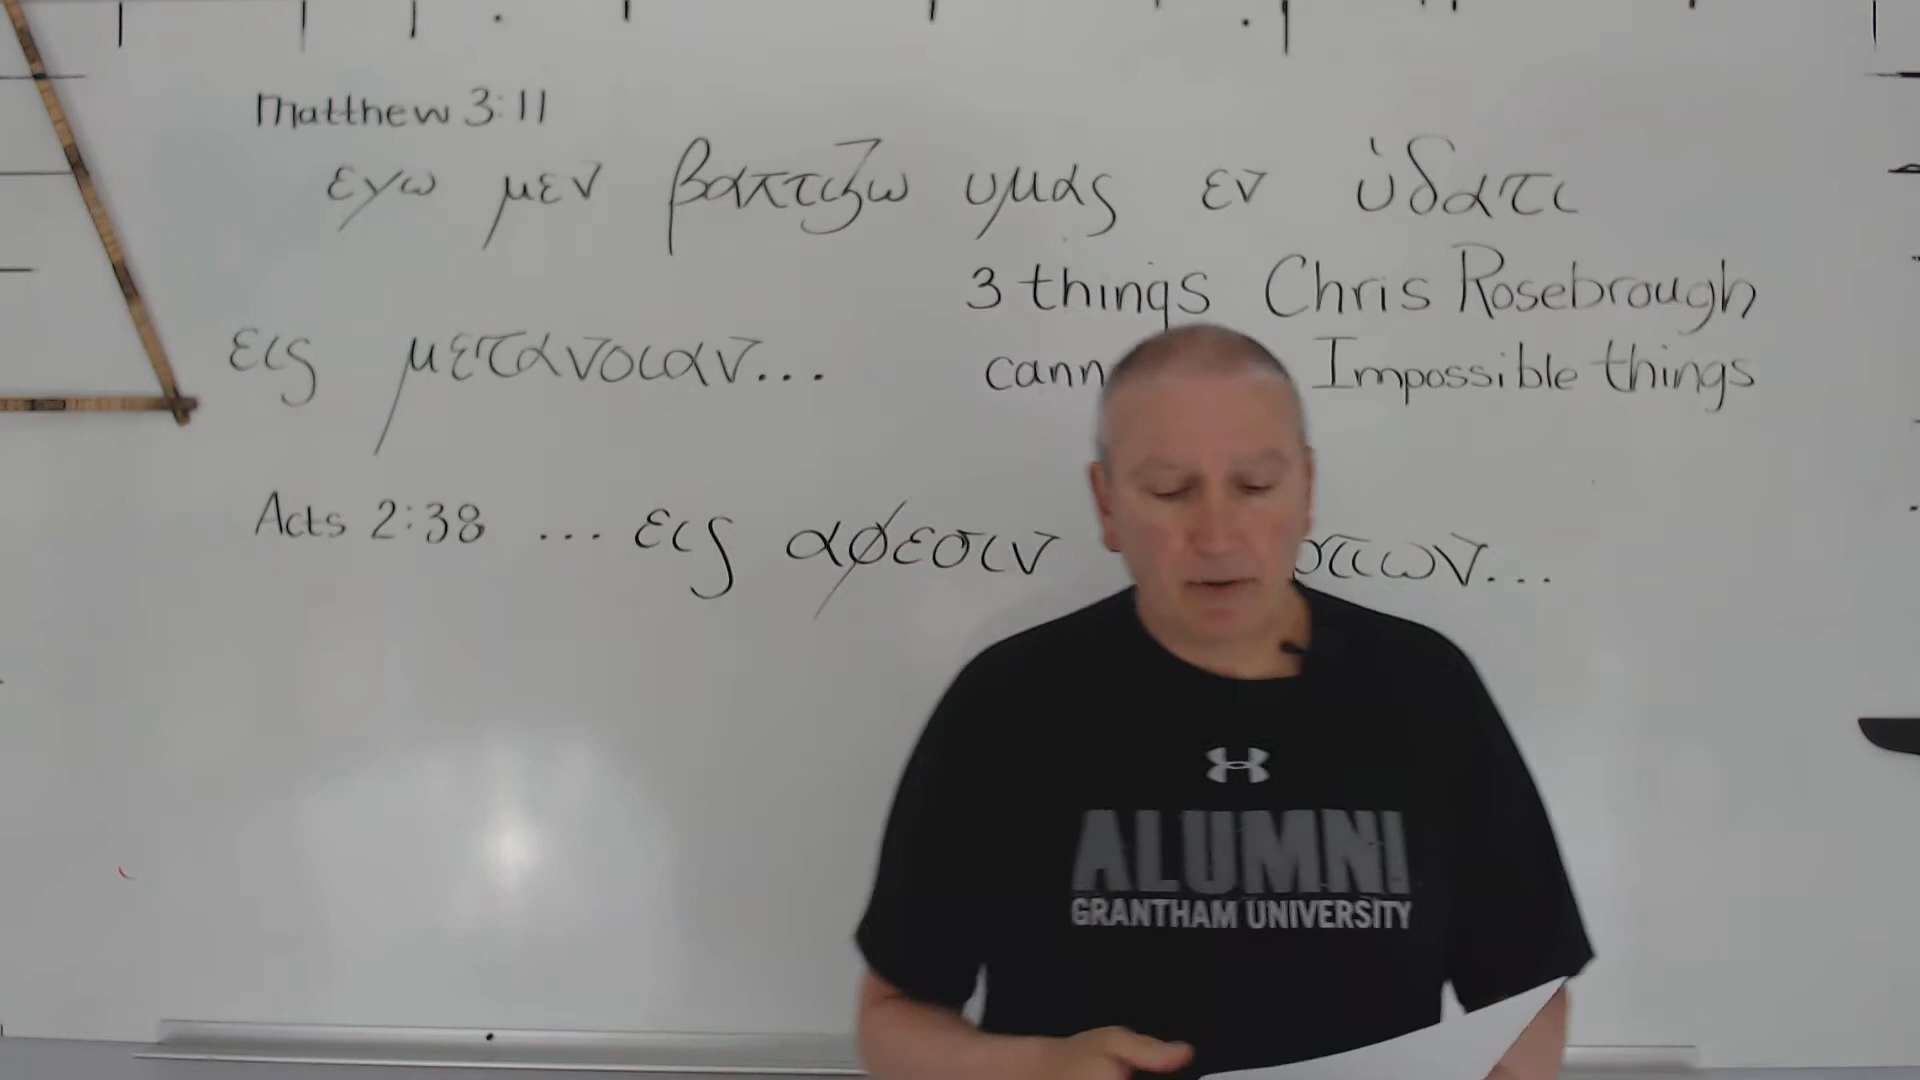 Matthew 3:11
εγω μεν βαπτιζω υμας εν ὑδατι
3 things Chris Rosebrough
εις μετανοιαν...
Impossible things
Acts 2:38 ... εις αφεσιν
ALUMNI
GRANTHAM UNIVERSITY